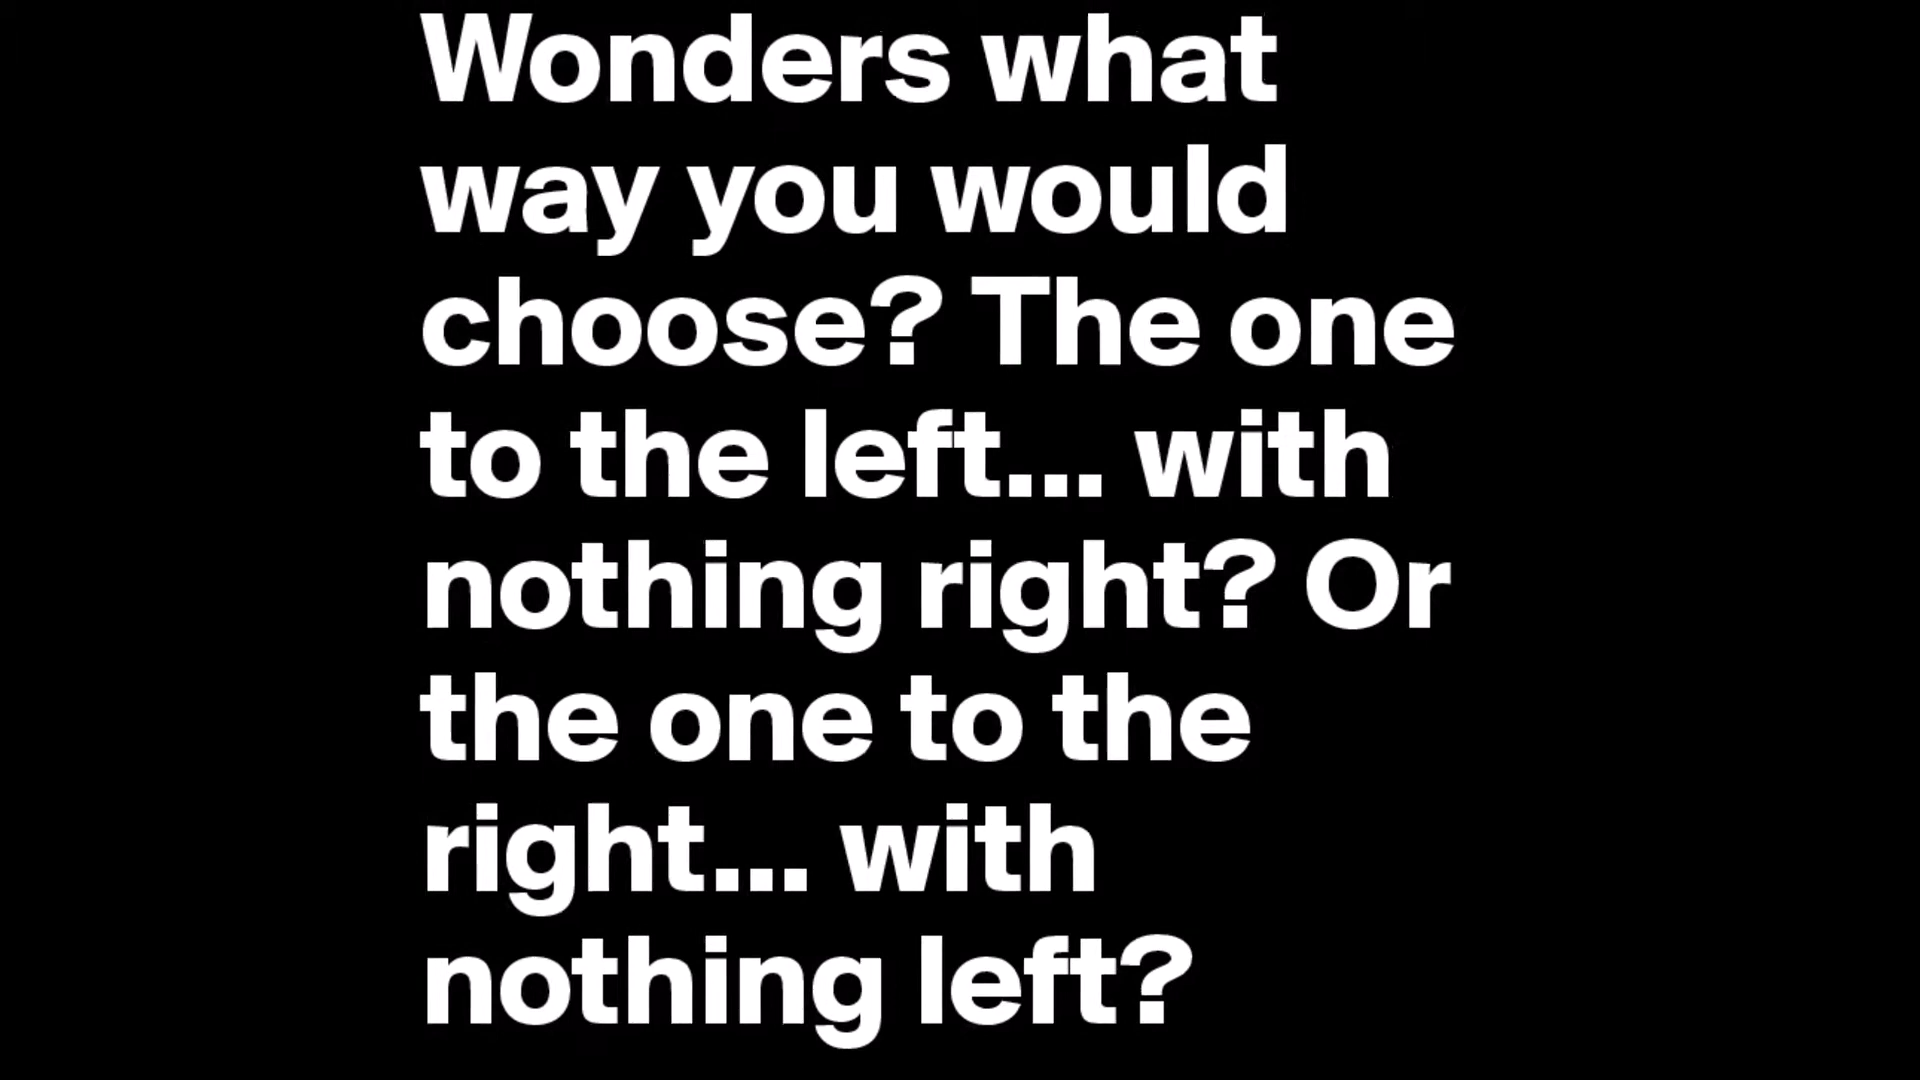 Wonders what
way you would
choose? The one
to the left... with
nothing right? Or
the one to the
right... with
nothing left?